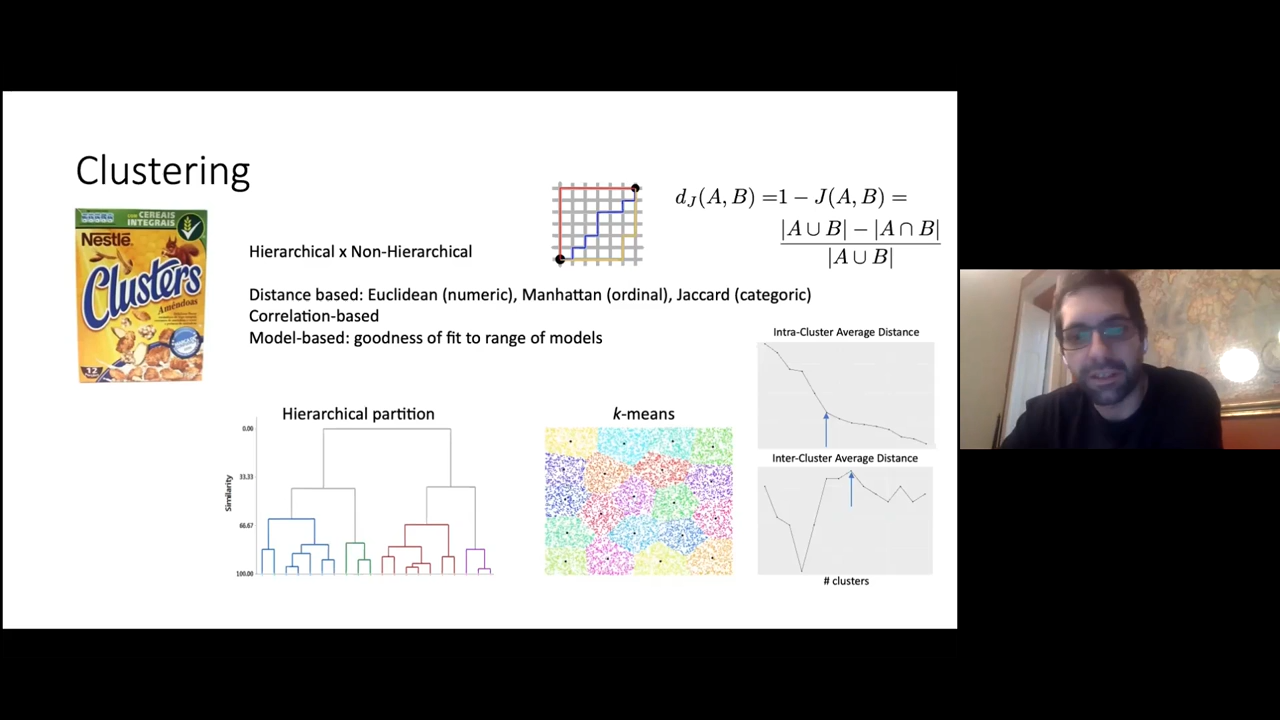 Clustering
COM CEREAIS
INTEGRAIS
Nestlé
Clusters
Amêndoas
12
Hierarchical x Non-Hierarchical
d_J(A, B) =1 − J(A, B) =
|A ∪ B| − |A ∩ B|
|A ∪ B|
Distance based: Euclidean (numeric), Manhattan (ordinal), Jaccard (categoric)
Correlation-based
Model-based: goodness of fit to range of models
Hierarchical partition
Similarity
0.06
33.33
66.67
100.00
k-means
Intra-Cluster Average Distance
Inter-Cluster Average Distance
# clusters